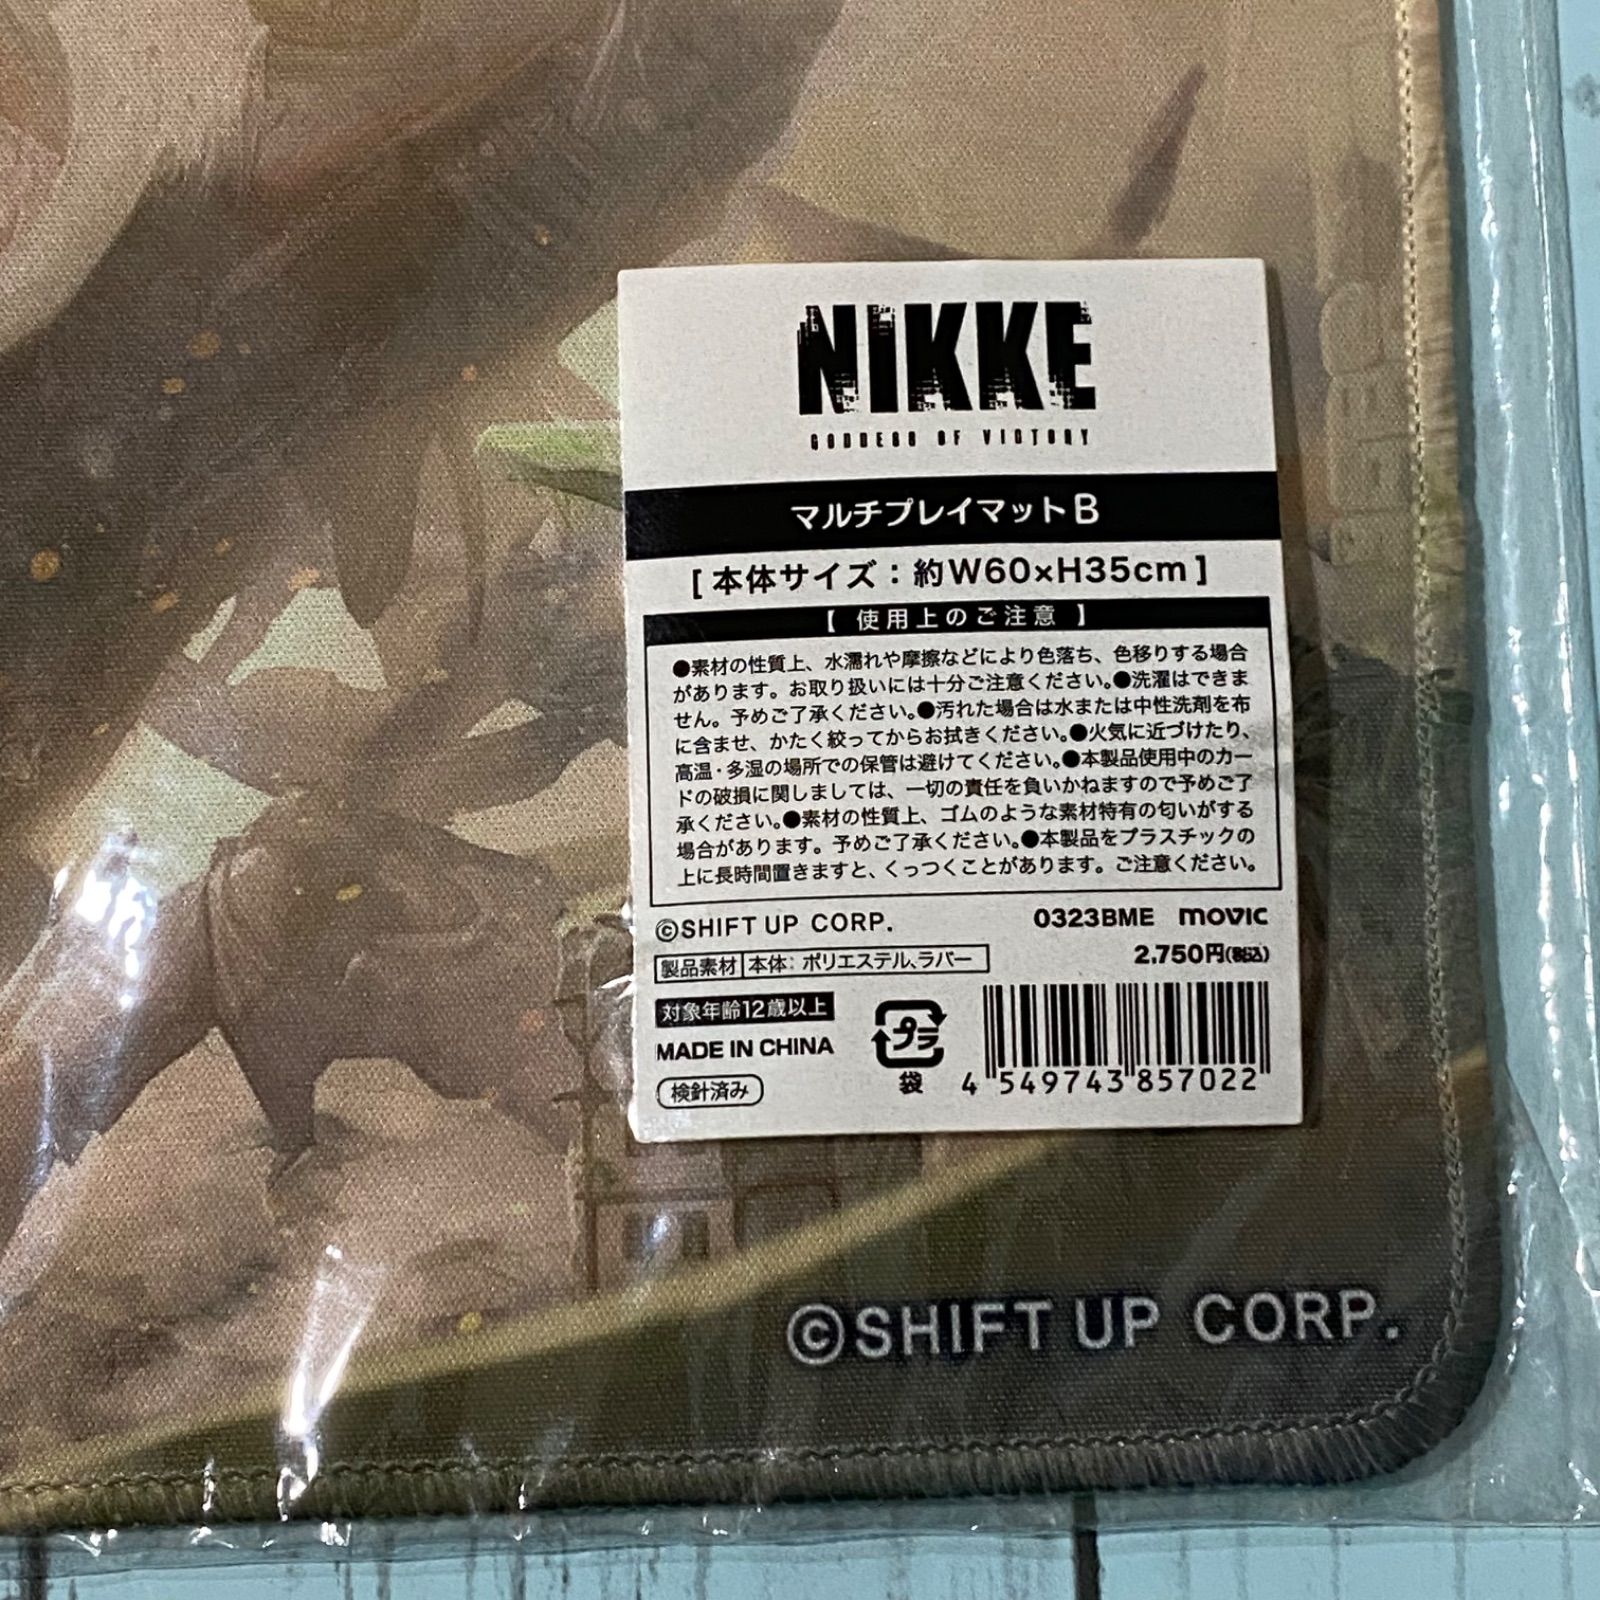 NIKKE
GODDESS OF VICTORY
マルチプレイマットB
[ 本体サイズ：約W60×H35cm ]
【 使用上のご注意 】
●素材の性質上、水濡れや摩擦などにより色落ち、色移りする場合
があります。お取り扱いには十分ご注意ください。●洗濯はできま
せん。予めご了承ください。●汚れた場合は水または中性洗剤を布
に含ませ、かたく絞ってからお拭きください。●火気に近づけたり、
高温・多湿の場所での保管は避けてください。●本製品使用中のカー
ドの破損に関しましては、一切の責任を負いかねますので予めご了
承ください。●素材の性質上、ゴムのような素材特有の匂いがする
場合があります。予めご了承ください。●本製品をプラスチックの
上に長時間置きますと、くっつくことがあります。ご注意ください。
©SHIFT UP CORP. 0323BME movic
製品素材 本体：ポリエステル、ラバー 2,750円(税込)
対象年齢12歳以上
MADE IN CHINA
検針済み
プラ
袋
4 549743 857022
©SHIFT UP CORP.